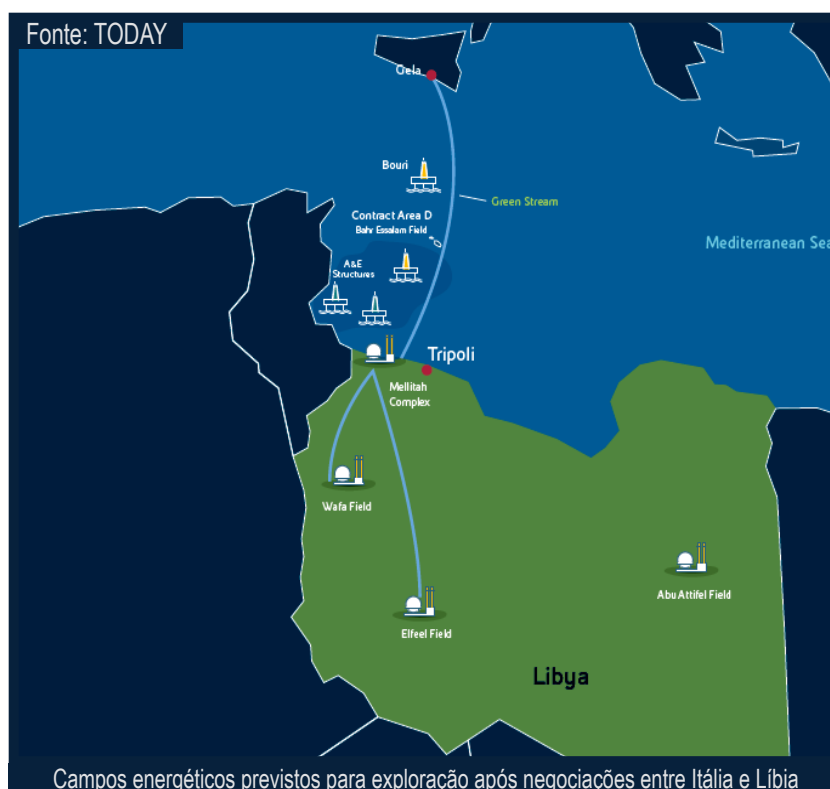 Fonte: TODAY
Gela
Bouri
Green Stream
Contract Area D
Bahr Essalam Field
Mediterranean Sea
A&E
Structures
Tripoli
Mellitah
Complex
Wafa Field
Abu Attifel Field
Elfeel Field
Libya
Campos energéticos previstos para exploração após negociações entre Itália e Líbia